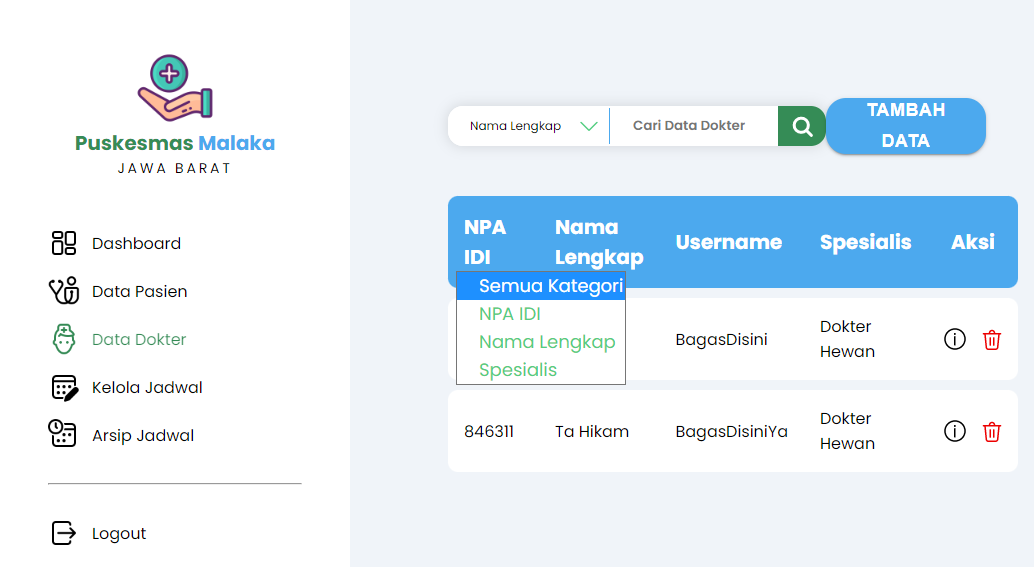 Puskesmas Malaka
JAWA BARAT
Dashboard
Data Pasien
Data Dokter
Kelola Jadwal
Arsip Jadwal
Logout
Nama Lengkap
Cari Data Dokter
TAMBAH
DATA
NPA
IDI
Nama
Lengkap
Username
Spesialis
Aksi
Semua Kategori
NPA IDI
Nama Lengkap
Spesialis
BagasDisini
Dokter
Hewan
846311
Ta Hikam
BagasDisiniYa
Dokter
Hewan